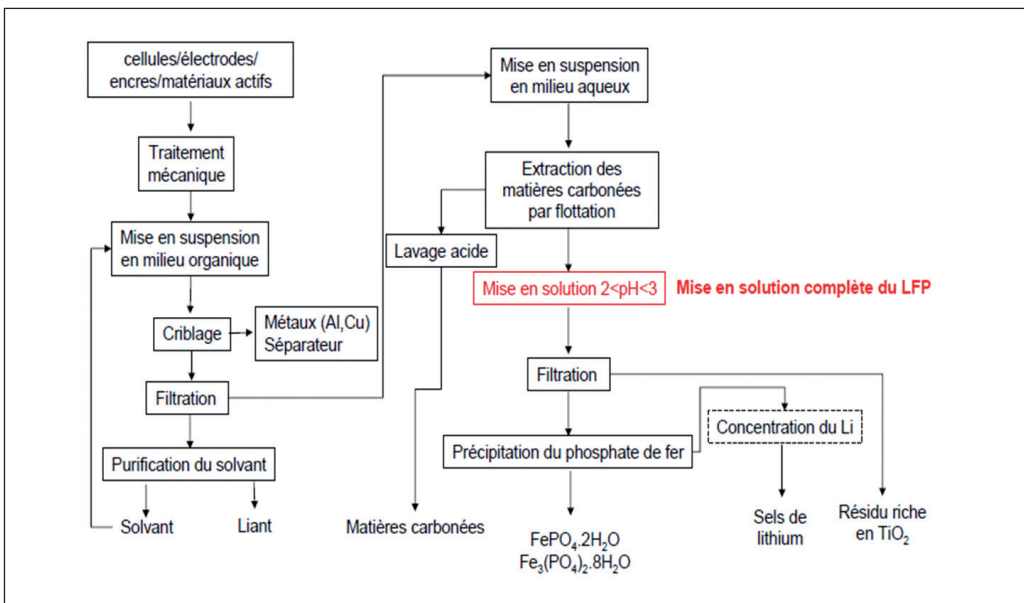 cellules/électrodes/
encres/matériaux actifs
Traitement
mécanique
Mise en suspension
en milieu organique
Criblage
Métaux (Al,Cu)
Séparateur
Filtration
Purification du solvant
Solvant
Liant
Mise en suspension
en milieu aqueux
Extraction des
matières carbonées
par flottation
Lavage acide
Mise en solution 2<pH<3
Mise en solution complète du LFP
Filtration
Concentration du Li
Précipitation du phosphate de fer
Matières carbonées
FePO₄.2H₂O
Fe₃(PO₄)₂.8H₂O
Sels de
lithium
Résidu riche
en TiO₂